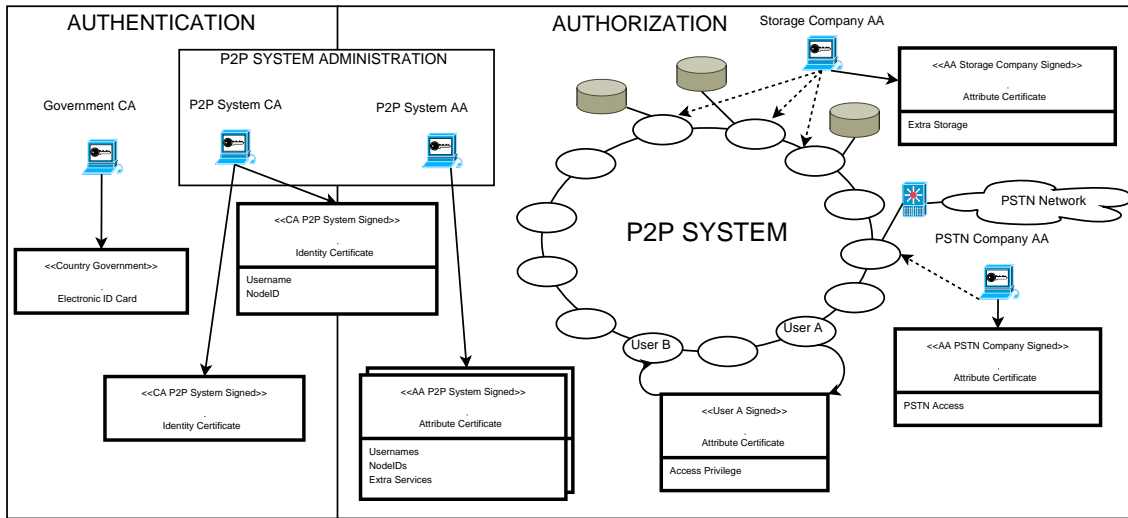 AUTHENTICATION
AUTHORIZATION
Storage Company AA
P2P SYSTEM ADMINISTRATION
Government CA
P2P System CA
P2P System AA
<<AA Storage Company Signed>>
.
Attribute Certificate
Extra Storage
<<CA P2P System Signed>>
.
Identity Certificate
Username
NodeID
P2P SYSTEM
PSTN Network
PSTN Company AA
<<Country Government>>
.
Electronic ID Card
User A
User B
<<CA P2P System Signed>>
.
Identity Certificate
<<AA P2P System Signed>>
.
Attribute Certificate
Usernames
NodeIDs
Extra Services
<<User A Signed>>
.
Attribute Certificate
Access Privilege
<<AA PSTN Company Signed>>
.
Attribute Certificate
PSTN Access